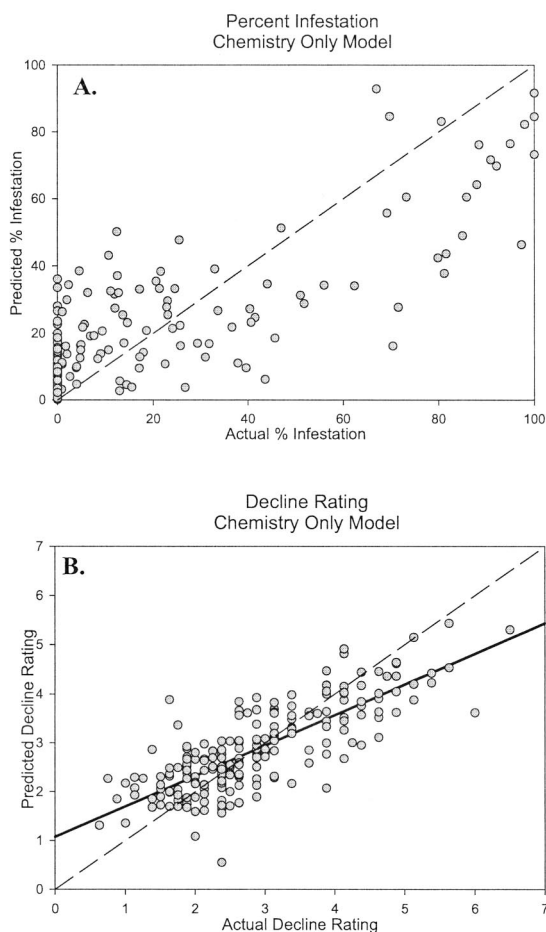 Percent Infestation
Chemistry Only Model
A.
100
80
60
40
20
0
Predicted % Infestation
0 20 40 60 80 100
Actual % Infestation
Decline Rating
Chemistry Only Model
B.
7
6
5
4
3
2
1
0
Predicted Decline Rating
0 1 2 3 4 5 6 7
Actual Decline Rating